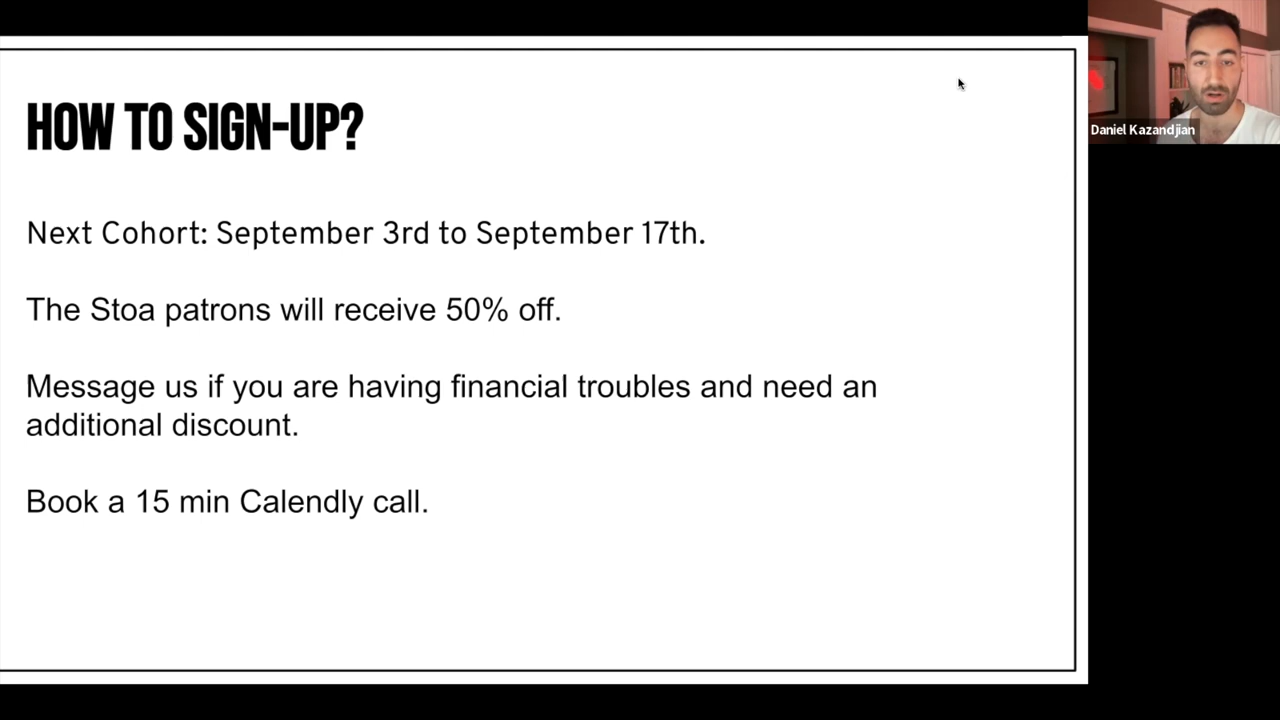 HOW TO SIGN-UP?
Next Cohort: September 3rd to September 17th.
The Stoa patrons will receive 50% off.
Message us if you are having financial troubles and need an
additional discount.
Book a 15 min Calendly call.
Daniel Kazandjian